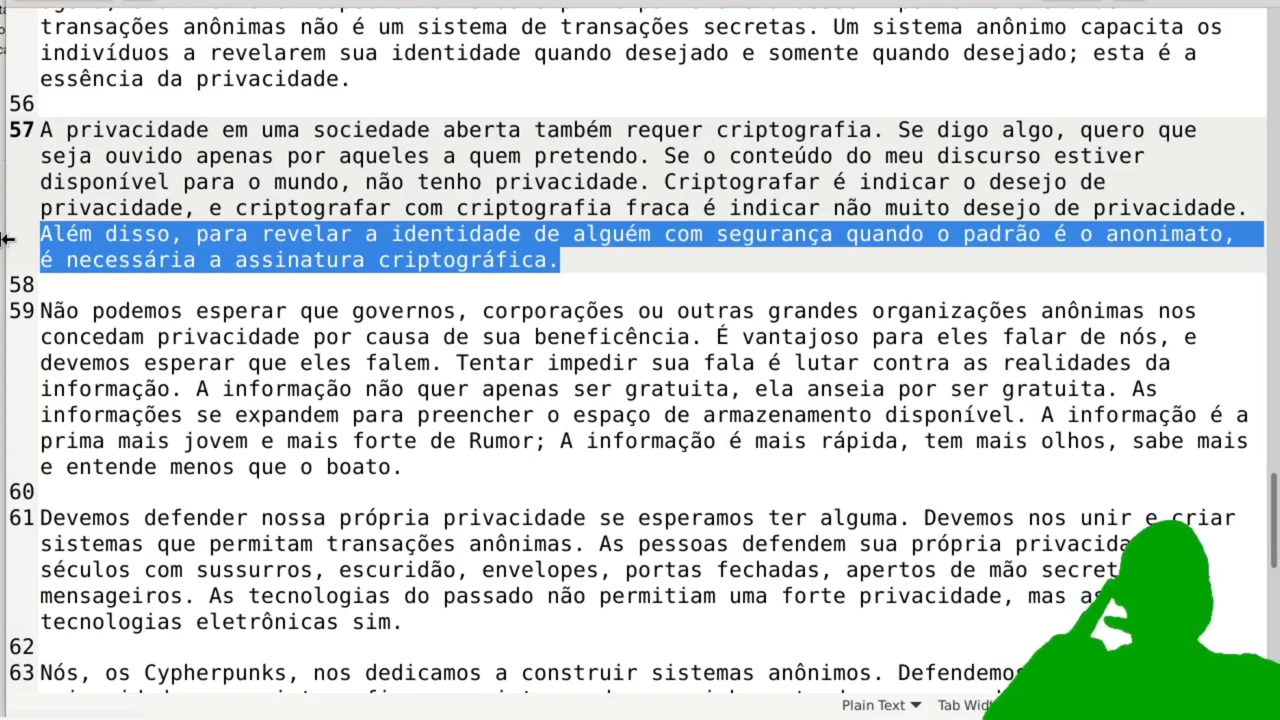 transações anônimas não é um sistema de transações secretas. Um sistema anônimo capacita os
indivíduos a revelarem sua identidade quando desejado e somente quando desejado; esta é a
essência da privacidade.
56
57 A privacidade em uma sociedade aberta também requer criptografia. Se digo algo, quero que
seja ouvido apenas por aqueles a quem pretendo. Se o conteúdo do meu discurso estiver
disponível para o mundo, não tenho privacidade. Criptografar é indicar o desejo de
privacidade, e criptografar com criptografia fraca é indicar não muito desejo de privacidade.
Além disso, para revelar a identidade de alguém com segurança quando o padrão é o anonimato,
é necessária a assinatura criptográfica.
58
59 Não podemos esperar que governos, corporações ou outras grandes organizações anônimas nos
concedam privacidade por causa de sua beneficência. É vantajoso para eles falar de nós, e
devemos esperar que eles falem. Tentar impedir sua fala é lutar contra as realidades da
informação. A informação não quer apenas ser gratuita, ela anseia por ser gratuita. As
informações se expandem para preencher o espaço de armazenamento disponível. A informação é a
prima mais jovem e mais forte de Rumor; A informação é mais rápida, tem mais olhos, sabe mais
e entende menos que o boato.
60
61 Devemos defender nossa própria privacidade se esperamos ter alguma. Devemos nos unir e criar
sistemas que permitam transações anônimas. As pessoas defendem sua própria
séculos com sussurros, escuridão, envelopes, portas fechadas, apertos de mão
mensageiros. As tecnologias do passado não permitiam uma forte privacidade, mas
tecnologias eletrônicas sim.
62
63 Nós, os Cypherpunks, nos dedicamos a construir sistemas anônimos.
Plain Text Tab